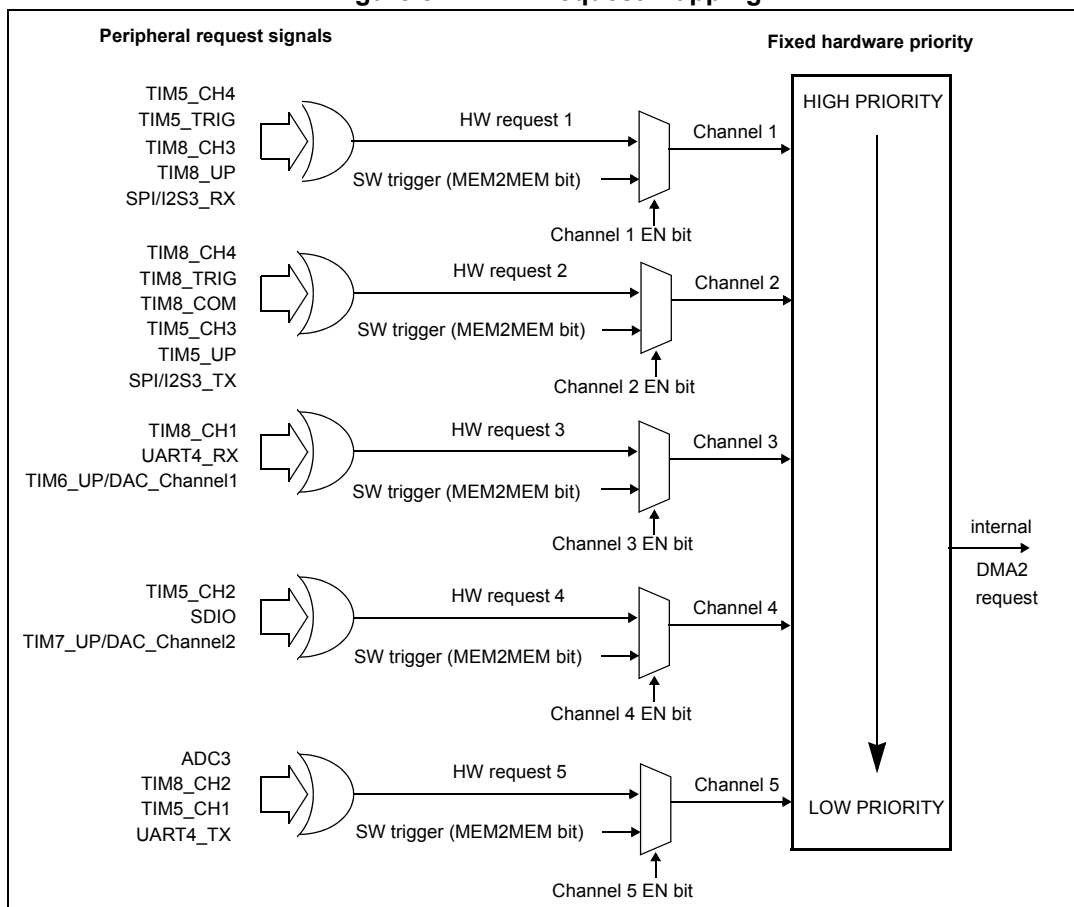 Peripheral request signals
Fixed hardware priority
TIM5_CH4
TIM5_TRIG
TIM8_CH3
TIM8_UP
SPI/I2S3_RX
HW request 1
SW trigger (MEM2MEM bit)
Channel 1
Channel 1 EN bit
HIGH PRIORITY
TIM8_CH4
TIM8_TRIG
TIM8_COM
TIM5_CH3
TIM5_UP
SPI/I2S3_TX
HW request 2
SW trigger (MEM2MEM bit)
Channel 2
Channel 2 EN bit
TIM8_CH1
UART4_RX
TIM6_UP/DAC_Channel1
HW request 3
SW trigger (MEM2MEM bit)
Channel 3
Channel 3 EN bit
internal
DMA2
request
TIM5_CH2
SDIO
TIM7_UP/DAC_Channel2
HW request 4
SW trigger (MEM2MEM bit)
Channel 4
Channel 4 EN bit
ADC3
TIM8_CH2
TIM5_CH1
UART4_TX
HW request 5
SW trigger (MEM2MEM bit)
Channel 5
Channel 5 EN bit
LOW PRIORITY